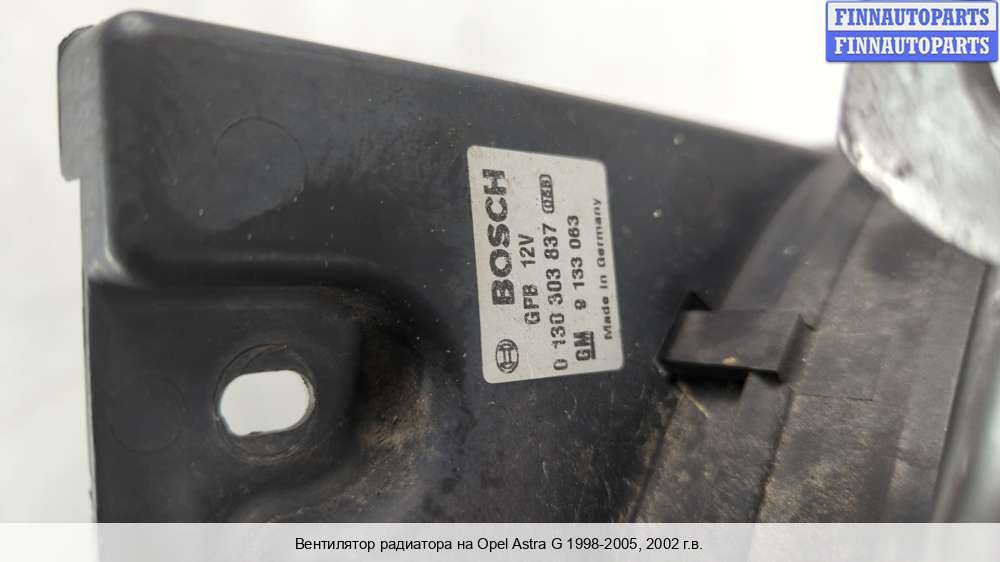 FINNAUTOPARTS
FINNAUTOPARTS
BOSCH
GPB 12V
0 130 303 837
GM 9 133 063
Made in Germany
Вентилятор радиатора на Opel Astra G 1998-2005, 2002 г.в.